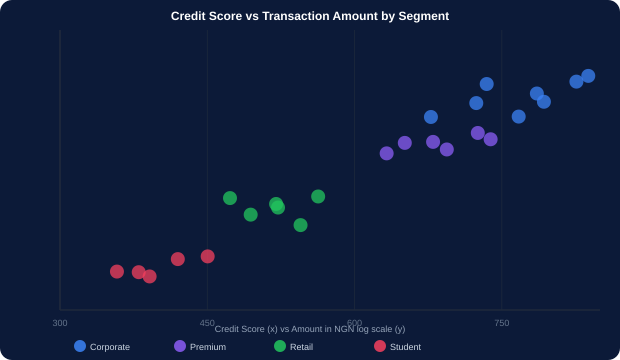 Credit Score vs Transaction Amount by Segment
300 450 600 750
Credit Score (x) vs Amount in NGN log scale (y)
Corporate Premium Retail Student